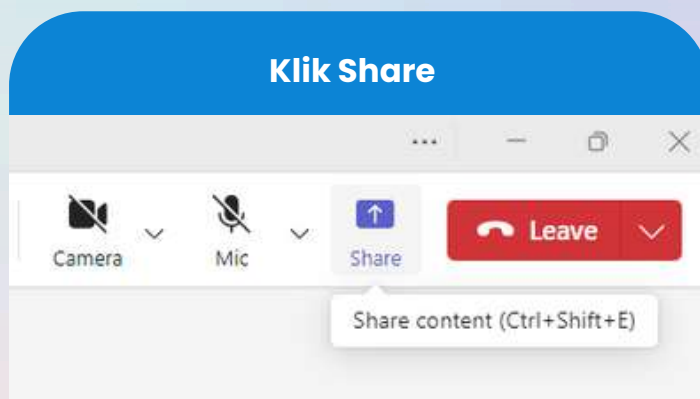 Klik Share
Camera
Mic
Share
Leave
Share content (Ctrl+Shift+E)